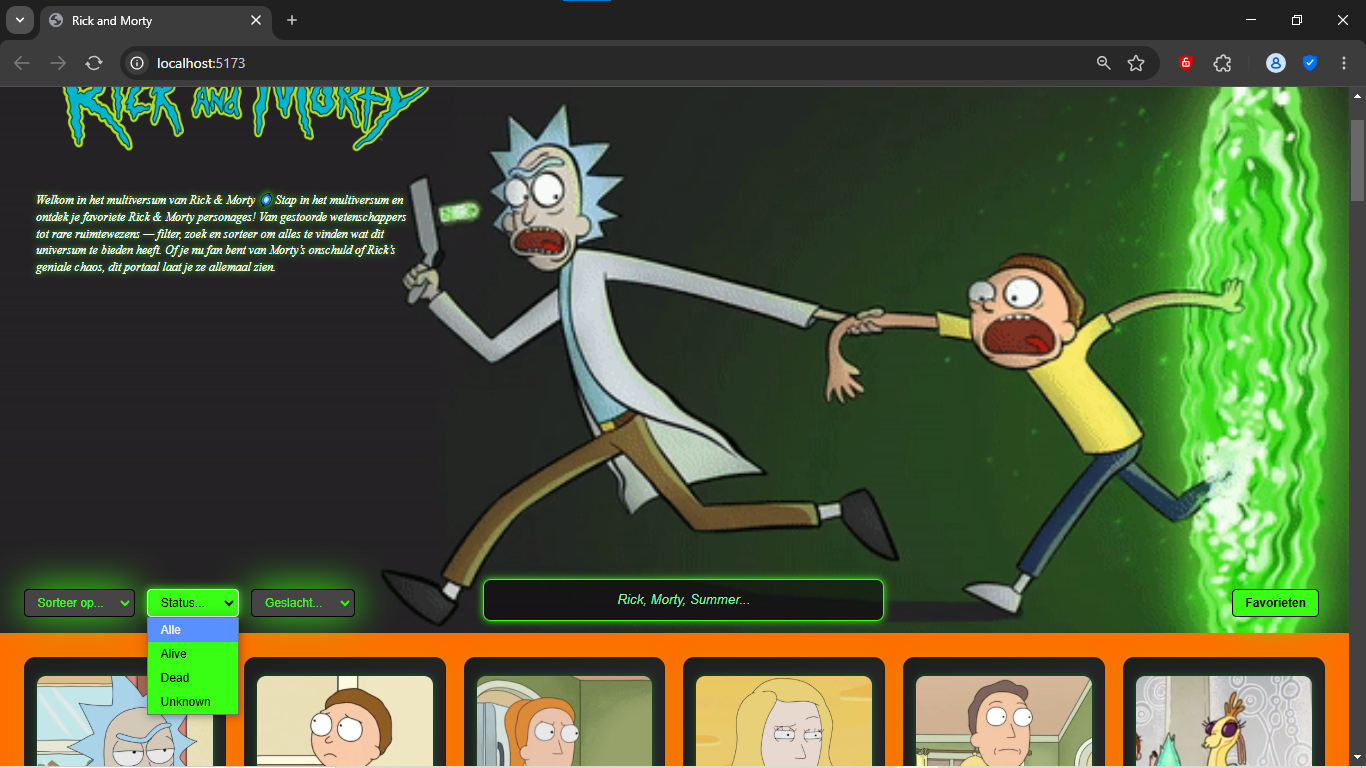 Rick and Morty
localhost:5173
RICK AND MORTY
Welkom in het multiversum van Rick & Morty Stap in het multiversum en
ontdek je favoriete Rick & Morty personages! Van gestoorde wetenschappers
tot rare ruimtewezens — filter, zoek en sorteer om alles te vinden wat dit
universum te bieden heeft. Of je nu fan bent van Morty's onschuld of Rick's
geniale chaos, dit portaal laat je ze allemaal zien.
Sorteer op...
Status...
Geslacht...
Rick, Morty, Summer...
Favorieten
Alle
Alive
Dead
Unknown